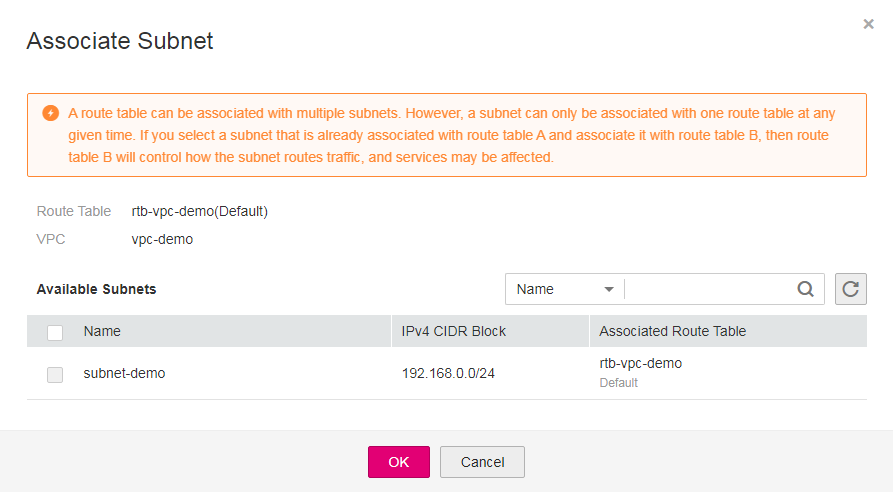 Associate Subnet
A route table can be associated with multiple subnets. However, a subnet can only be associated with one route table at any
given time. If you select a subnet that is already associated with route table A and associate it with route table B, then route
table B will control how the subnet routes traffic, and services may be affected.
Route Table rtb-vpc-demo(Default)
VPC vpc-demo
Available Subnets Name
Name IPv4 CIDR Block Associated Route Table
subnet-demo 192.168.0.0/24 rtb-vpc-demo
Default
OK Cancel